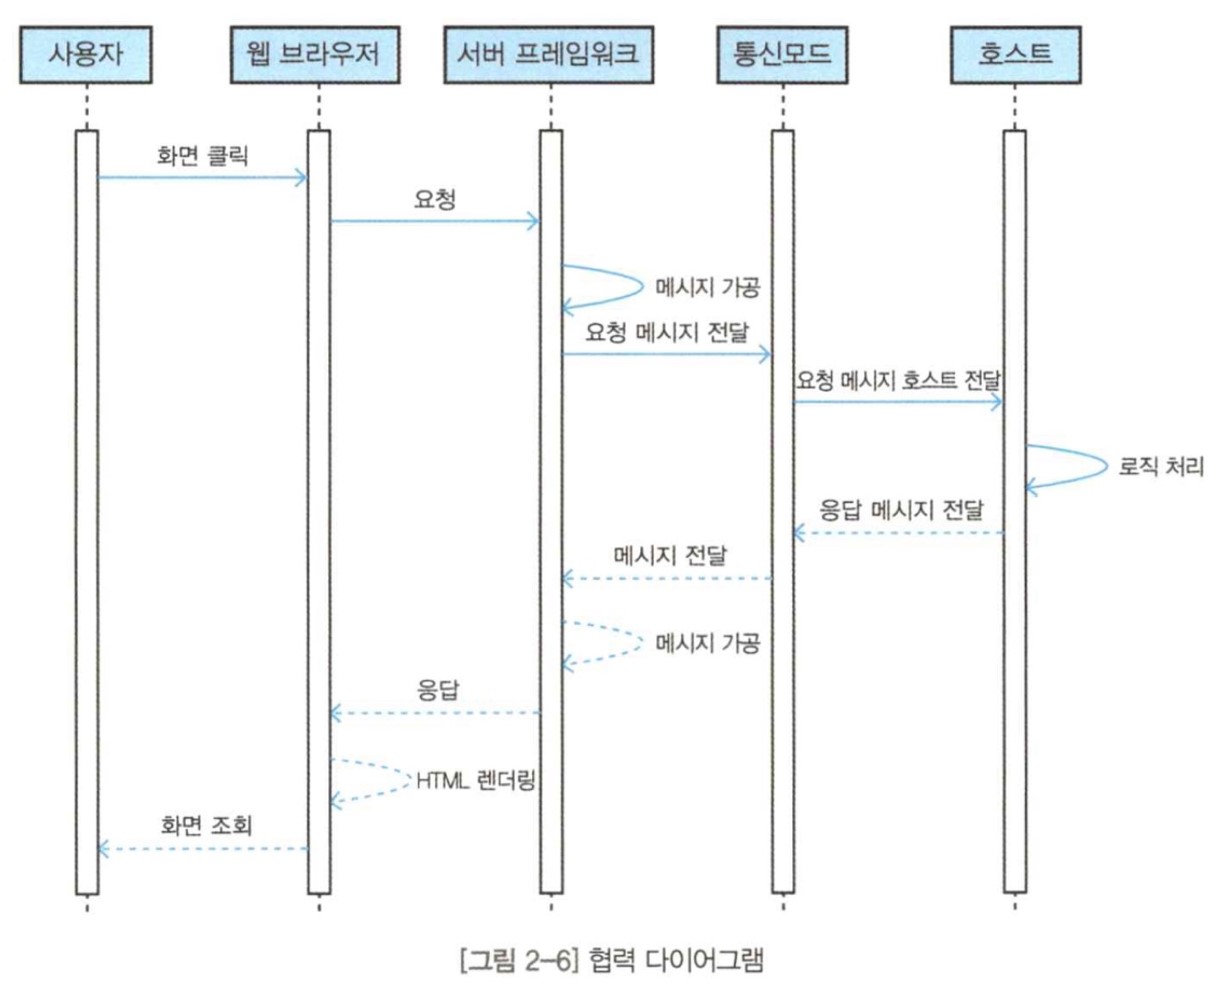 사용자 웹 브라우저 서버 프레임워크 통신모드 호스트
화면 클릭
요청
메시지 가공
요청 메시지 전달
요청 메시지 호스트 전달
로직 처리
응답 메시지 전달
메시지 전달
메시지 가공
응답
HTML 렌더링
화면 조회
[그림 2-6] 협력 다이어그램